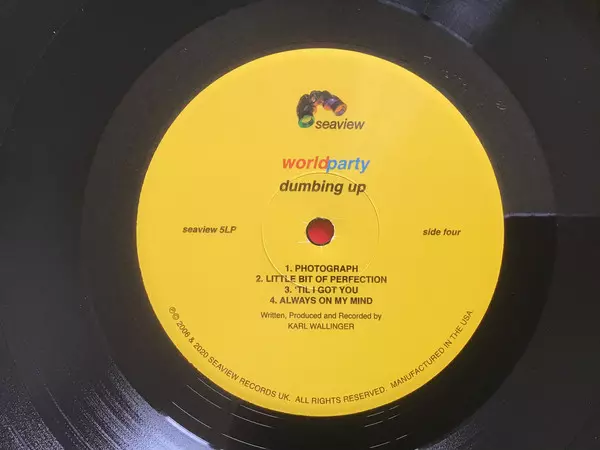 seaview
worldparty
dumbing up
seaview 5LP
side four
1. PHOTOGRAPH
2. LITTLE BIT OF PERFECTION
3. 'TIL I GOT YOU
4. ALWAYS ON MY MIND
Written, Produced and Recorded by
KARL WALLINGER
℗© 2006 & 2020 SEAVIEW RECORDS UK. ALL RIGHTS RESERVED. MANUFACTURED IN THE USA.